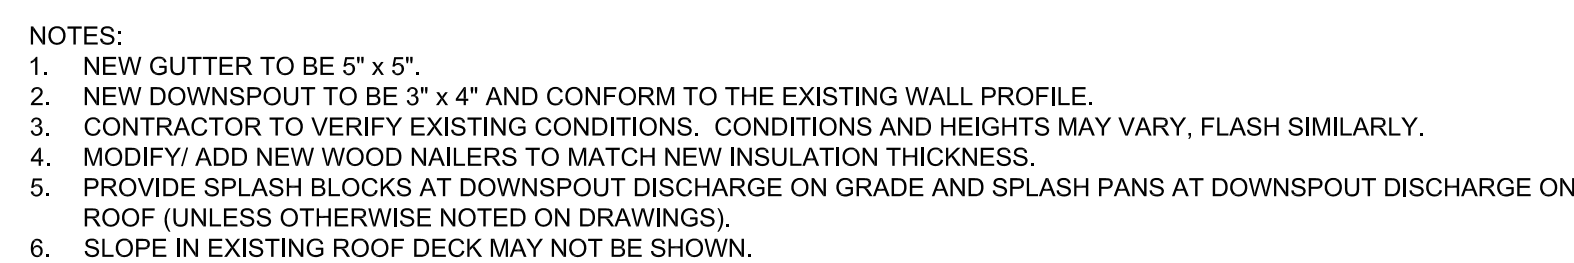 NOTES:
1. NEW GUTTER TO BE 5" x 5".
2. NEW DOWNSPOUT TO BE 3" x 4" AND CONFORM TO THE EXISTING WALL PROFILE.
3. CONTRACTOR TO VERIFY EXISTING CONDITIONS. CONDITIONS AND HEIGHTS MAY VARY, FLASH SIMILARLY.
4. MODIFY/ ADD NEW WOOD NAILERS TO MATCH NEW INSULATION THICKNESS.
5. PROVIDE SPLASH BLOCKS AT DOWNSPOUT DISCHARGE ON GRADE AND SPLASH PANS AT DOWNSPOUT DISCHARGE ON
ROOF (UNLESS OTHERWISE NOTED ON DRAWINGS).
6. SLOPE IN EXISTING ROOF DECK MAY NOT BE SHOWN.